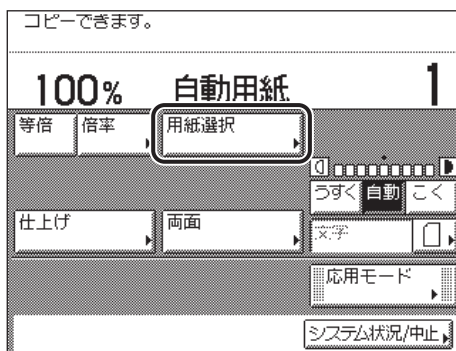 コピーできます。
100% 自動用紙 1
等倍 倍率 用紙選択
うすく 自動 こく
仕上げ 両面 文字
応用モード
システム状況/中止